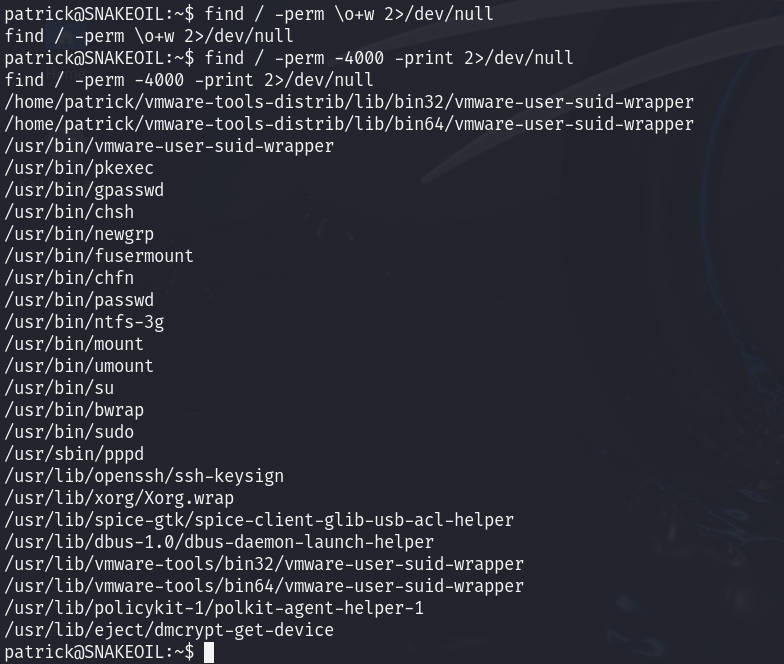 patrick@SNAKEOIL:~$ find / -perm \o+w 2>/dev/null
find / -perm \o+w 2>/dev/null
patrick@SNAKEOIL:~$ find / -perm -4000 -print 2>/dev/null
find / -perm -4000 -print 2>/dev/null
/home/patrick/vmware-tools-distrib/lib/bin32/vmware-user-suid-wrapper
/home/patrick/vmware-tools-distrib/lib/bin64/vmware-user-suid-wrapper
/usr/bin/vmware-user-suid-wrapper
/usr/bin/pkexec
/usr/bin/gpasswd
/usr/bin/chsh
/usr/bin/newgrp
/usr/bin/fusermount
/usr/bin/chfn
/usr/bin/passwd
/usr/bin/ntfs-3g
/usr/bin/mount
/usr/bin/umount
/usr/bin/su
/usr/bin/bwrap
/usr/bin/sudo
/usr/sbin/pppd
/usr/lib/openssh/ssh-keysign
/usr/lib/xorg/Xorg.wrap
/usr/lib/spice-gtk/spice-client-glib-usb-acl-helper
/usr/lib/dbus-1.0/dbus-daemon-launch-helper
/usr/lib/vmware-tools/bin32/vmware-user-suid-wrapper
/usr/lib/vmware-tools/bin64/vmware-user-suid-wrapper
/usr/lib/policykit-1/polkit-agent-helper-1
/usr/lib/eject/dmcrypt-get-device
patrick@SNAKEOIL:~$